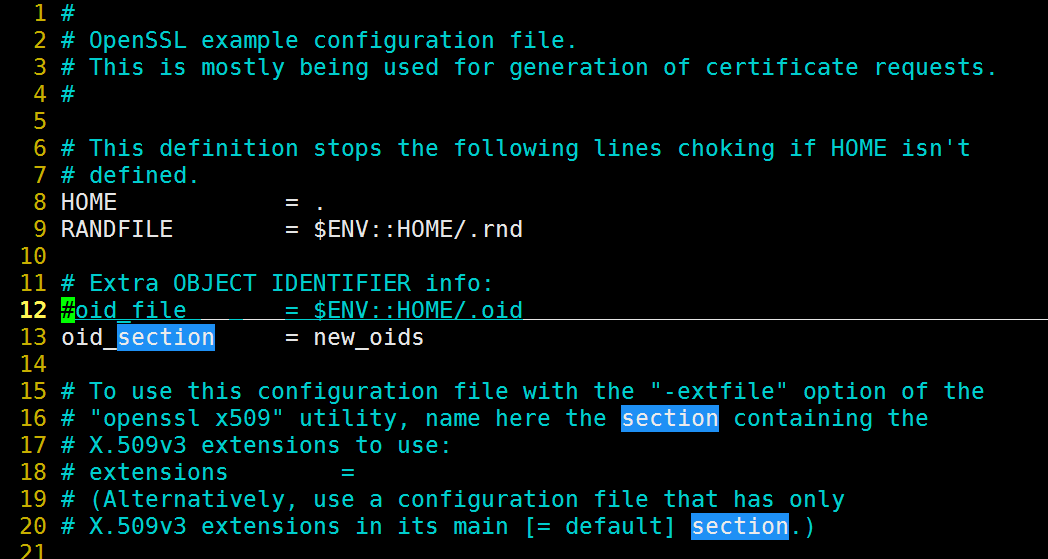 1 #
2 # OpenSSL example configuration file.
3 # This is mostly being used for generation of certificate requests.
4 #
5
6 # This definition stops the following lines choking if HOME isn't
7 # defined.
8 HOME            = .
9 RANDFILE        = $ENV::HOME/.rnd
10
11 # Extra OBJECT IDENTIFIER info:
12 #oid_file       = $ENV::HOME/.oid
13 oid_section     = new_oids
14
15 # To use this configuration file with the "-extfile" option of the
16 # "openssl x509" utility, name here the section containing the
17 # X.509v3 extensions to use:
18 # extensions        =
19 # (Alternatively, use a configuration file that has only
20 # X.509v3 extensions in its main [= default] section.)
21